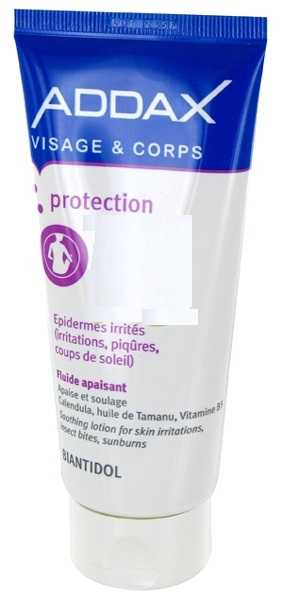 ADDAX
VISAGE & CORPS
protection
Epidermes irrités
(irritations, piqûres,
coups de soleil)
Fluide apaisant
Apaise et soulage
Calendula, huile de Tamanu, Vitamine B5
Soothing lotion for skin irritations,
insect bites, sunburns
BIANTIDOL